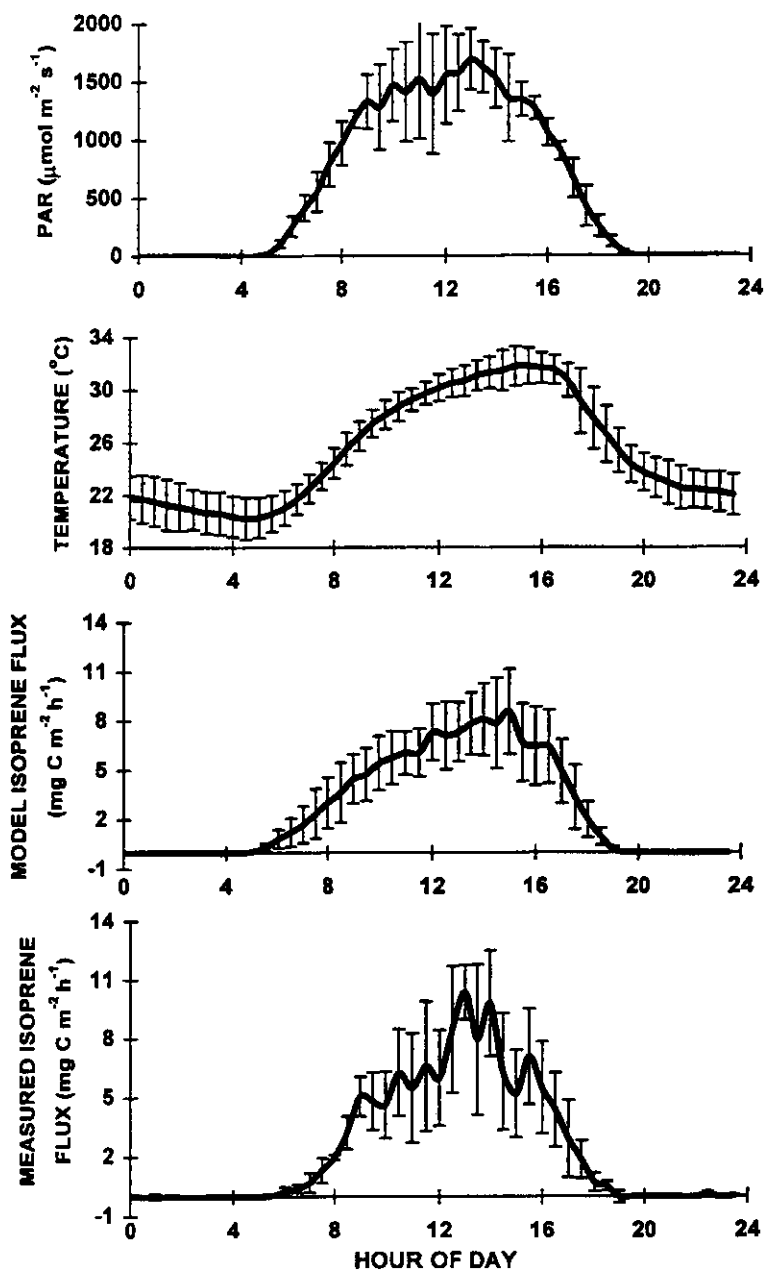 PAR (μmol m⁻² s⁻¹)
2000
1500
1000
500
0
0 4 8 12 16 20 24
TEMPERATURE (°C)
34
30
26
22
18
0 4 8 12 16 20 24
MODEL ISOPRENE FLUX
(mg C m⁻² h⁻¹)
14
11
8
5
2
-1
0 4 8 12 16 20 24
MEASURED ISOPRENE
FLUX (mg C m⁻² h⁻¹)
14
11
8
5
2
-1
0 4 8 12 16 20 24
HOUR OF DAY